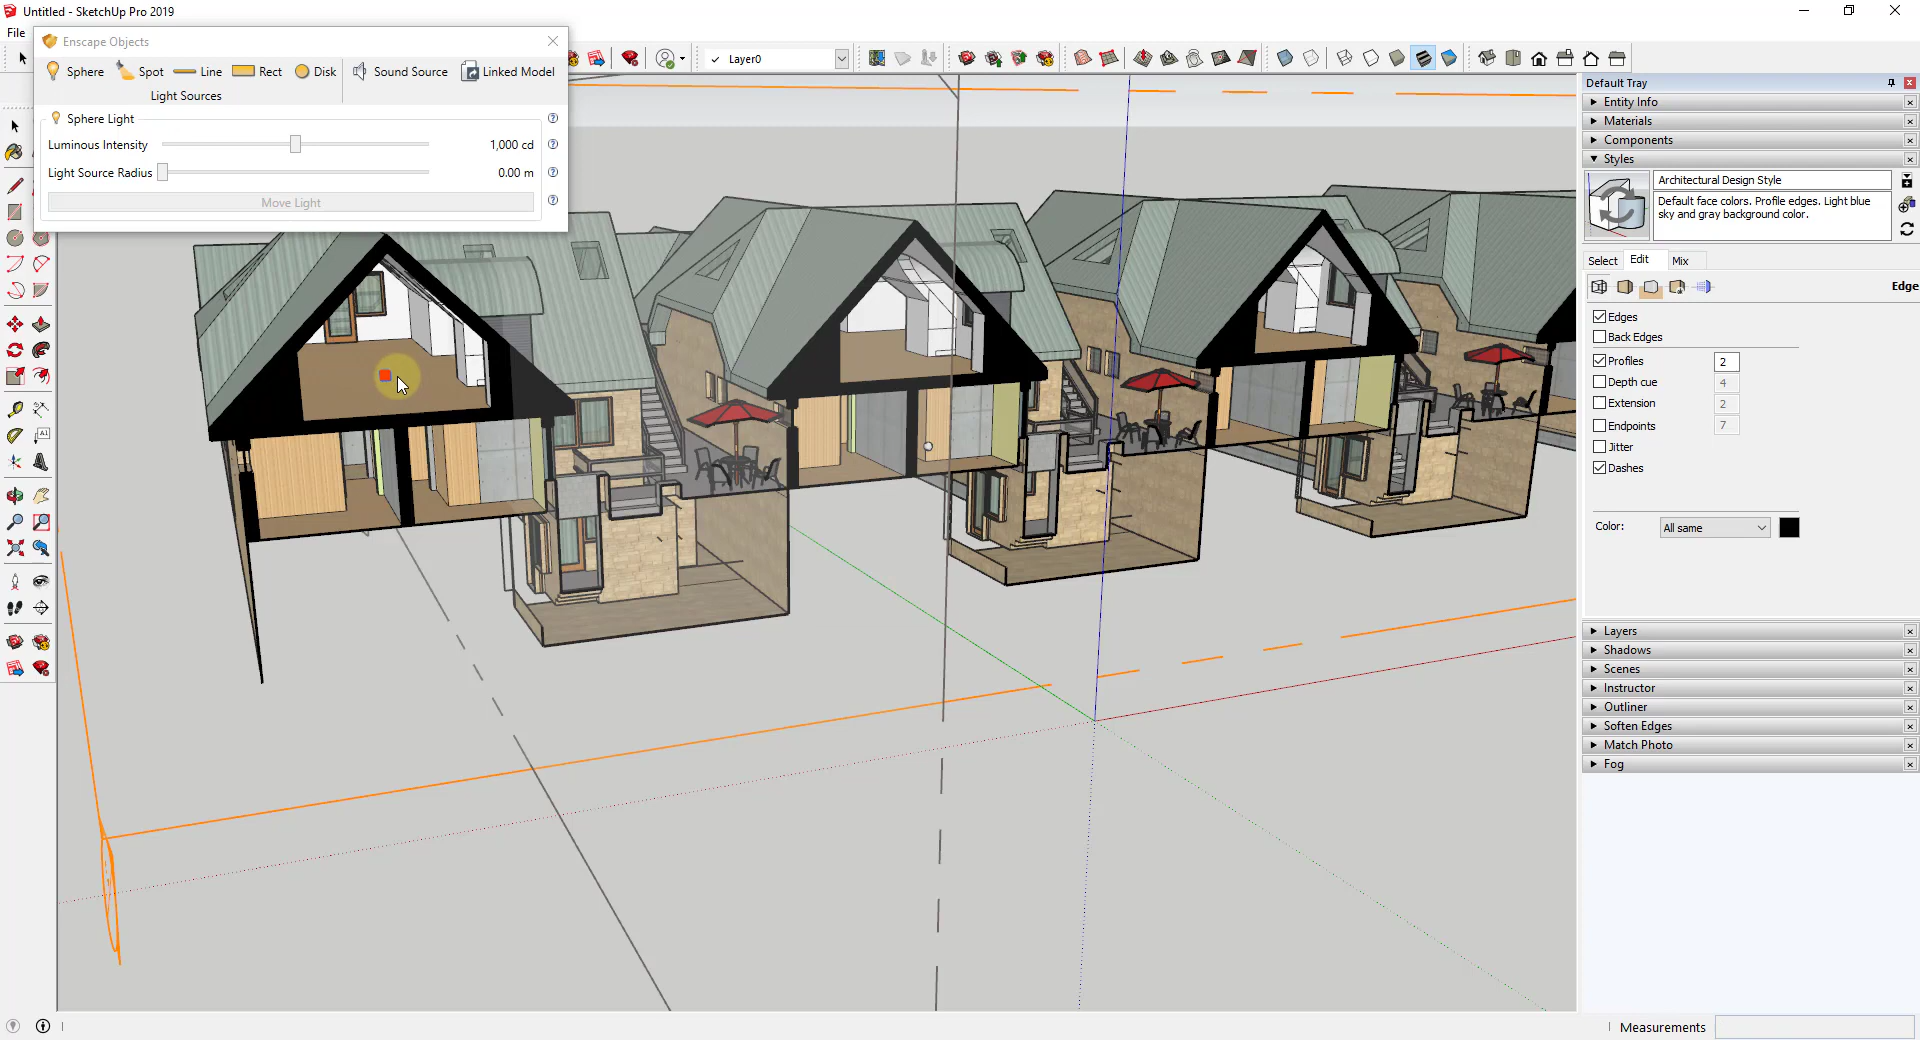 Untitled - SketchUp Pro 2019
File
Enscape Objects
Sphere Spot Line Rect Disk Sound Source Linked Model
Light Sources
Sphere Light
Luminous Intensity 1,000 cd
Light Source Radius 0.00 m
Move Light
Layer0
Default Tray
Entity Info
Materials
Components
Styles
Architectural Design Style
Default face colors. Profile edges. Light blue
sky and gray background color.
Select Edit Mix
Edge
Edges
Back Edges
Profiles 2
Depth cue 4
Extension 2
Endpoints 7
Jitter
Dashes
Color: All same
Layers
Shadows
Scenes
Instructor
Outliner
Soften Edges
Match Photo
Fog
Measurements